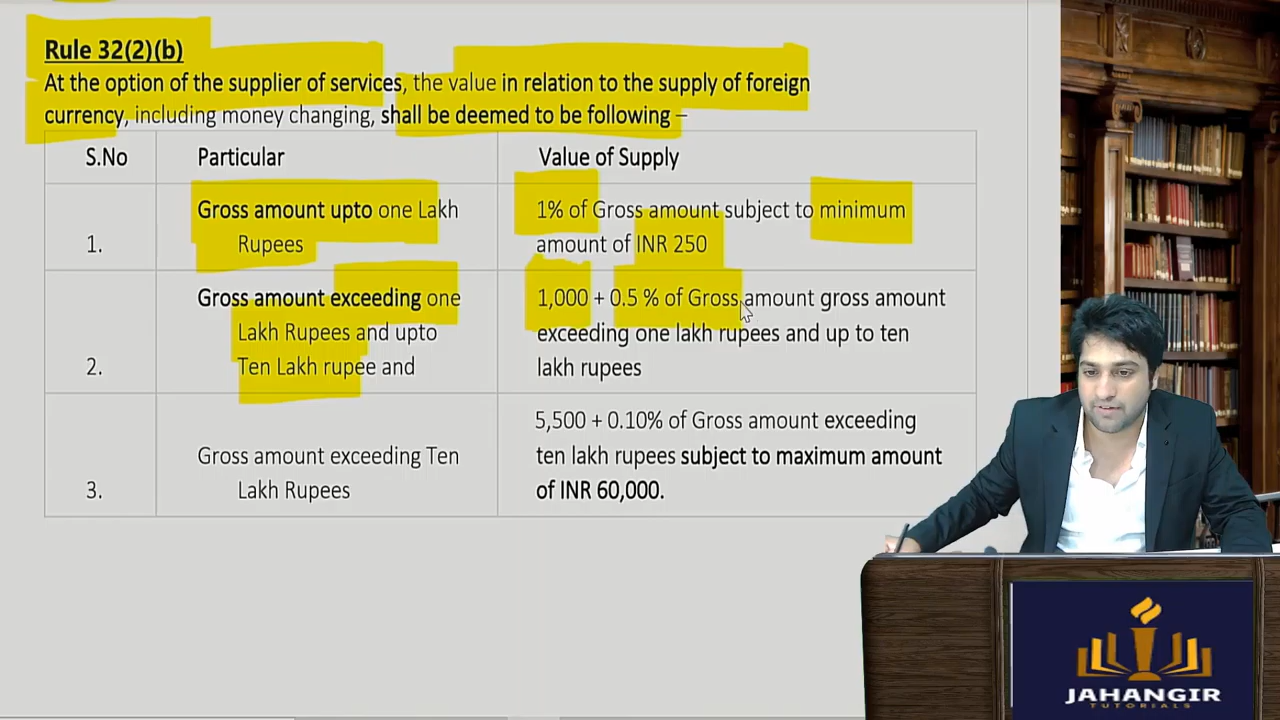 Rule 32(2)(b)
At the option of the supplier of services, the value in relation to the supply of foreign
currency, including money changing, shall be deemed to be following –
S.No Particular Value of Supply
1. Gross amount upto one Lakh
Rupees
1% of Gross amount subject to minimum
amount of INR 250
2. Gross amount exceeding one
Lakh Rupees and upto
Ten Lakh rupee and
1,000 + 0.5 % of Gross amount gross amount
exceeding one lakh rupees and up to ten
lakh rupees
3. Gross amount exceeding Ten
Lakh Rupees
5,500 + 0.10% of Gross amount exceeding
ten lakh rupees subject to maximum amount
of INR 60,000.
JAHANGIR
TUTORIALS